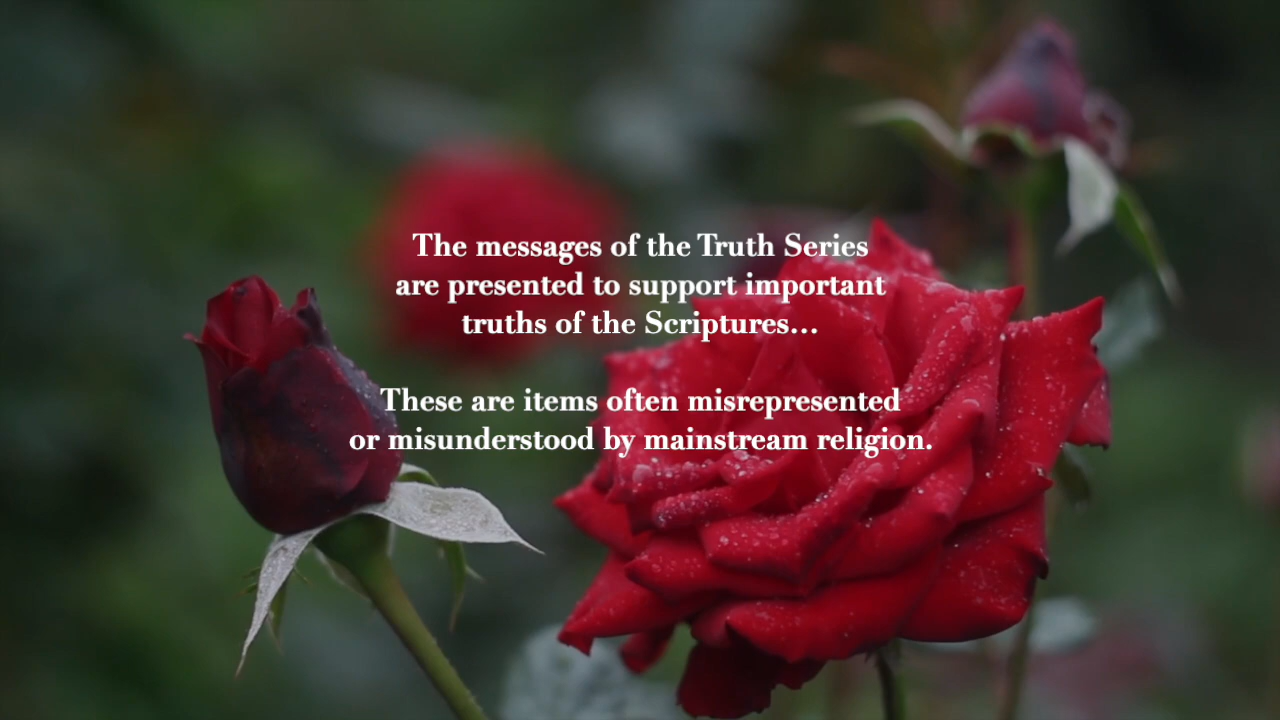 The messages of the Truth Series
are presented to support important
truths of the Scriptures...
These are items often misrepresented
or misunderstood by mainstream religion.